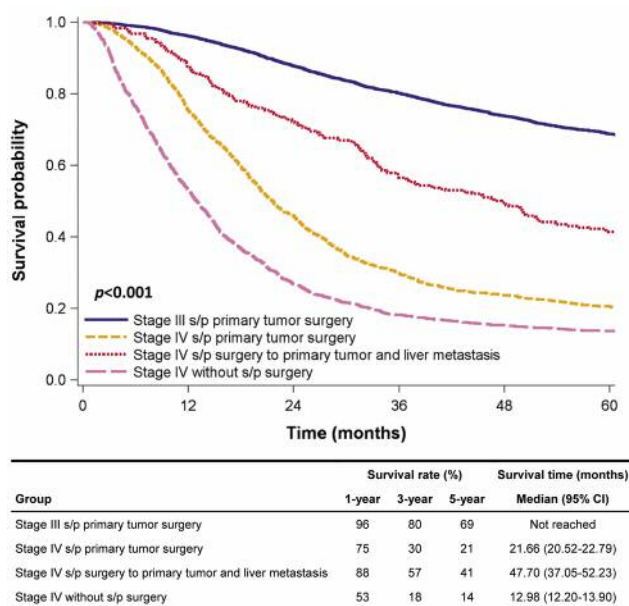 1.0
0.8
0.6
0.4
0.2
0.0
Survival probability
p<0.001
Stage III s/p primary tumor surgery
Stage IV s/p primary tumor surgery
Stage IV s/p surgery to primary tumor and liver metastasis
Stage IV without s/p surgery
0 12 24 36 48 60
Time (months)
Survival rate (%) Survival time (months)
Group 1-year 3-year 5-year Median (95% CI)
Stage III s/p primary tumor surgery 96 80 69 Not reached
Stage IV s/p primary tumor surgery 75 30 21 21.66 (20.52-22.79)
Stage IV s/p surgery to primary tumor and liver metastasis 88 57 41 47.70 (37.05-52.23)
Stage IV without s/p surgery 53 18 14 12.98 (12.20-13.90)